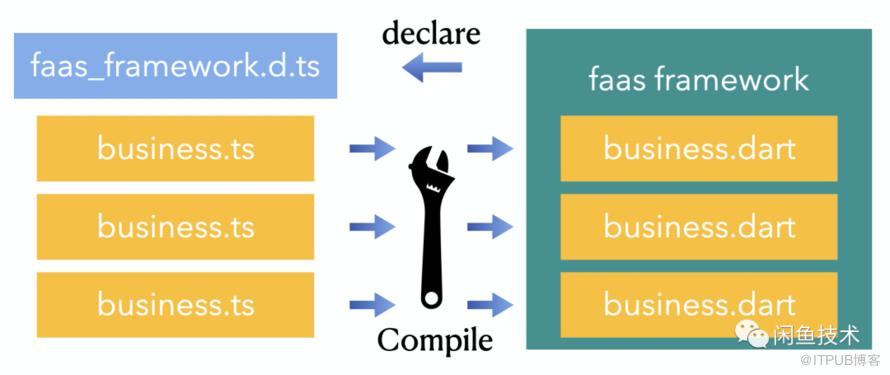 declare
faas_framework.d.ts
faas framework
business.ts
business.dart
business.ts
business.dart
business.ts
business.dart
Compile
闲鱼技术
@ITPUB博客